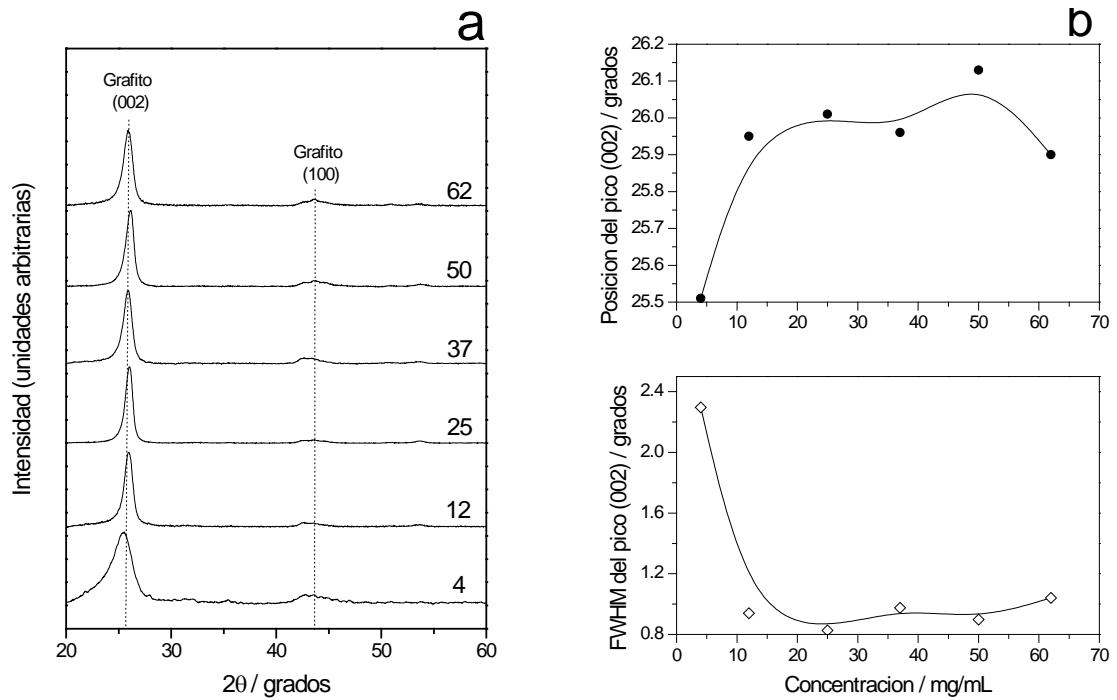 a
Grafito
(002)
Grafito
(100)
62
50
37
25
12
4
Intensidad (unidades arbitrarias)
20 30 40 50 60
2θ / grados
b
26.2
26.1
26.0
25.9
25.8
25.7
25.6
25.5
Posicion del pico (002) / grados
0 10 20 30 40 50 60 70
2.4
2.0
1.6
1.2
0.8
FWHM del pico (002) / grados
0 10 20 30 40 50 60 70
Concentracion / mg/mL